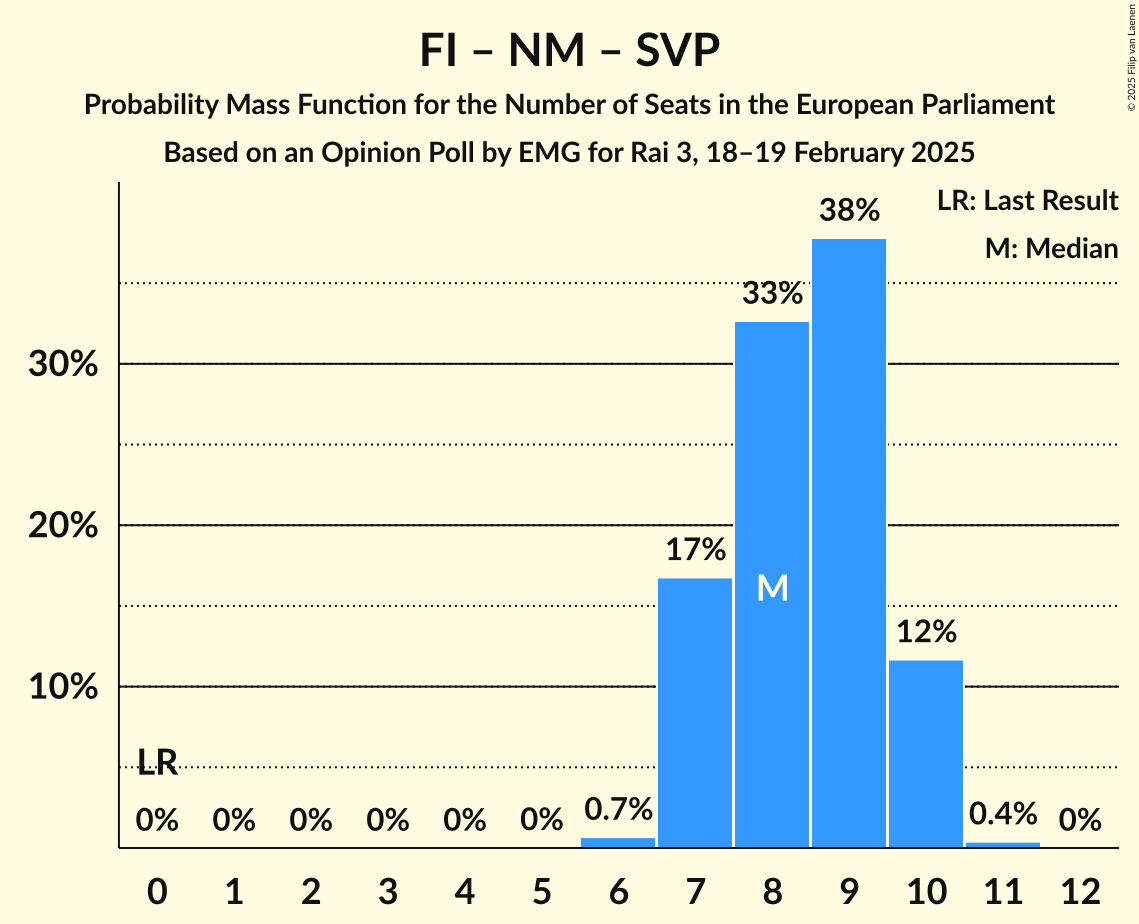 FI – NM – SVP
Probability Mass Function for the Number of Seats in the European Parliament
Based on an Opinion Poll by EMG for Rai 3, 18–19 February 2025
© 2025 Filip van Laenen
LR: Last Result
M: Median
38%
33%
30%
20%
17%
M
12%
10%
LR
0% 0% 0% 0% 0% 0% 0.7% 0.4% 0%
0 1 2 3 4 5 6 7 8 9 10 11 12